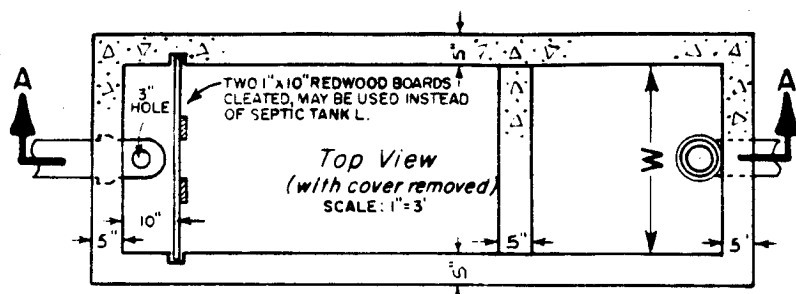 5"
A
A
3"
HOLE
TWO 1"X10" REDWOOD BOARDS
CLEATED, MAY BE USED INSTEAD
OF SEPTIC TANK L.
Top View
(with cover removed)
SCALE: 1"=3'
W
10"
5"
5"
5'
5"